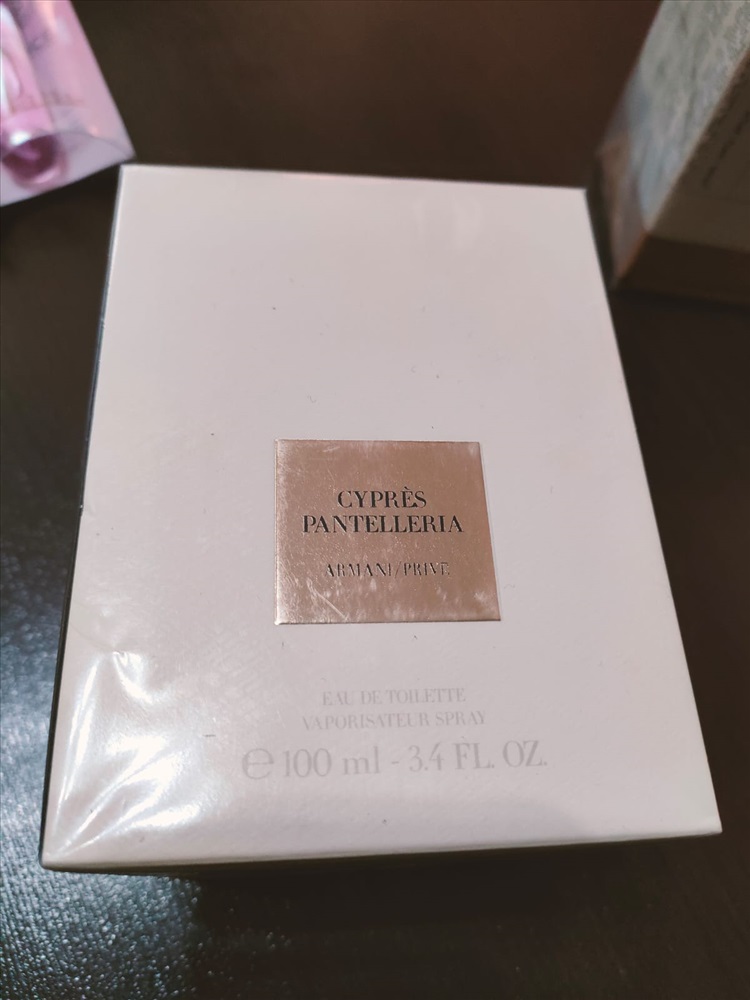 CYPRÈS
PANTELLERIA
ARMANI/PRIVÉ
EAU DE TOILETTE
VAPORISATEUR SPRAY
℮ 100 ml - 3.4 FL. OZ.